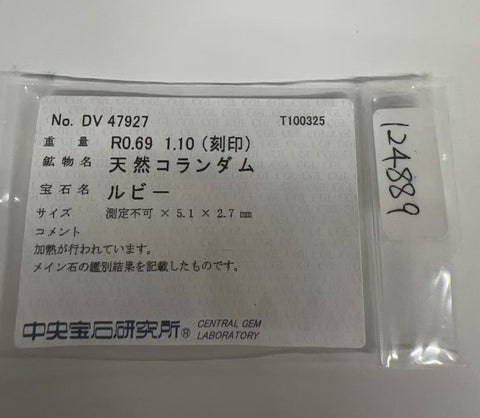 No. DV 47927 T100325
重量 R0.69 1.10 (刻印)
鉱物名 天然コランダム
宝石名 ルビー
サイズ 測定不可 × 5.1 × 2.7 mm
コメント
加熱が行われています。
メイン石の鑑別結果を記載したものです。
中央宝石研究所® CENTRAL GEM
LABORATORY
124889